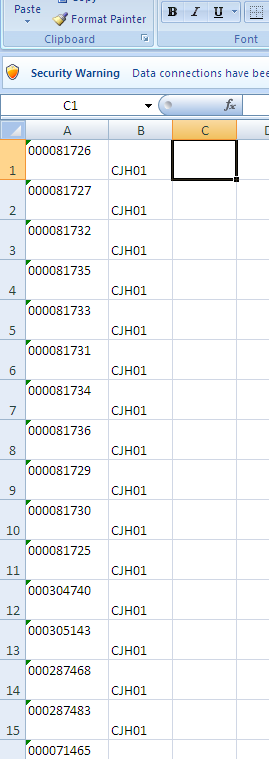 Paste
Format Painter
Clipboard
B I U
Font
Security Warning Data connections have
C1 fx
A B C
000081726
1 CJH01
000081727
2 CJH01
000081732
3 CJH01
000081735
4 CJH01
000081733
5 CJH01
000081731
6 CJH01
000081734
7 CJH01
000081736
8 CJH01
000081729
9 CJH01
000081730
10 CJH01
000081725
11 CJH01
000304740
12 CJH01
000305143
13 CJH01
000287468
14 CJH01
000287483
15 CJH01
000071465